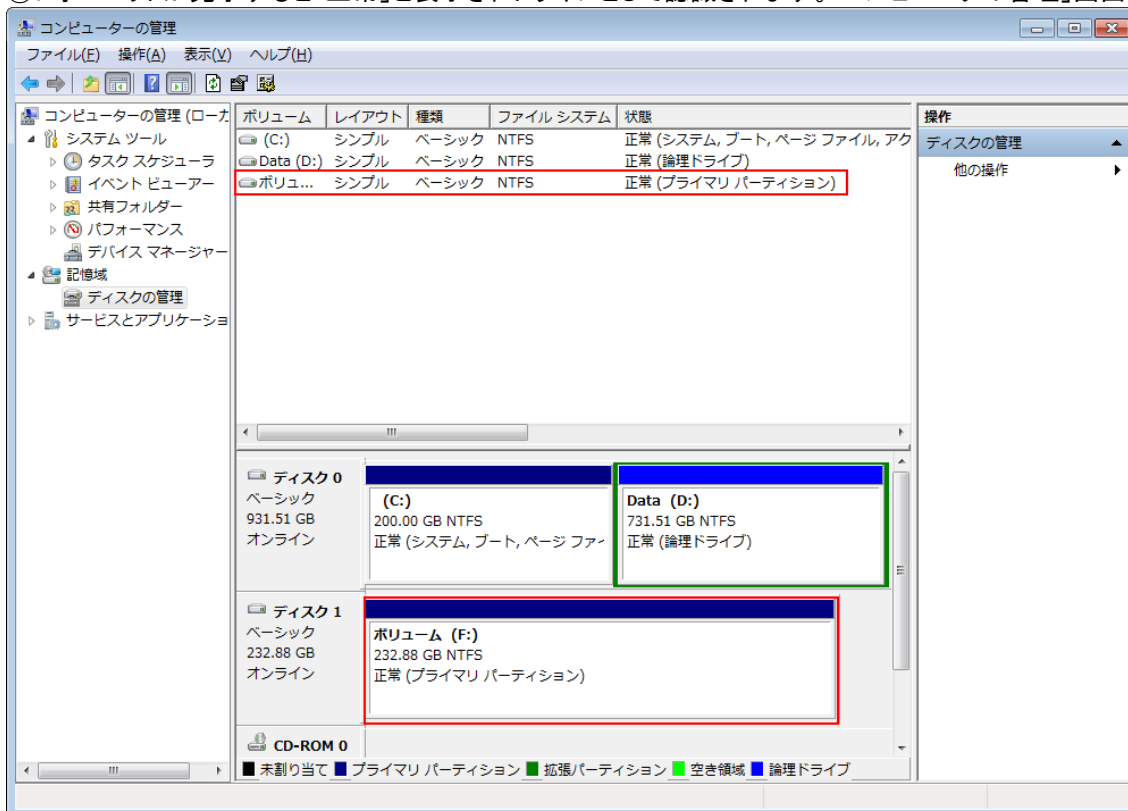 コンピューターの管理
ファイル(F) 操作(A) 表示(V) ヘルプ(H)
コンピューターの管理 (ローカ
システム ツール
タスク スケジューラ
イベント ビューアー
共有フォルダー
パフォーマンス
デバイス マネージャー
記憶域
ディスクの管理
サービスとアプリケーショ
ボリューム レイアウト 種類 ファイル システム 状態
(C:) シンプル ベーシック NTFS 正常 (システム, ブート, ページ ファイル, アク
Data (D:) シンプル ベーシック NTFS 正常 (論理ドライブ)
ボリュ... シンプル ベーシック NTFS 正常 (プライマリ パーティション)
操作
ディスクの管理
他の操作
ディスク 0
ベーシック
931.51 GB
オンライン
(C:)
200.00 GB NTFS
正常 (システム, ブート, ページ ファ
Data (D:)
731.51 GB NTFS
正常 (論理ドライブ)
ディスク 1
ベーシック
232.88 GB
オンライン
ボリューム (F:)
232.88 GB NTFS
正常 (プライマリ パーティション)
CD-ROM 0
未割り当て プライマリ パーティション 拡張パーティション 空き領域 論理ドライブ